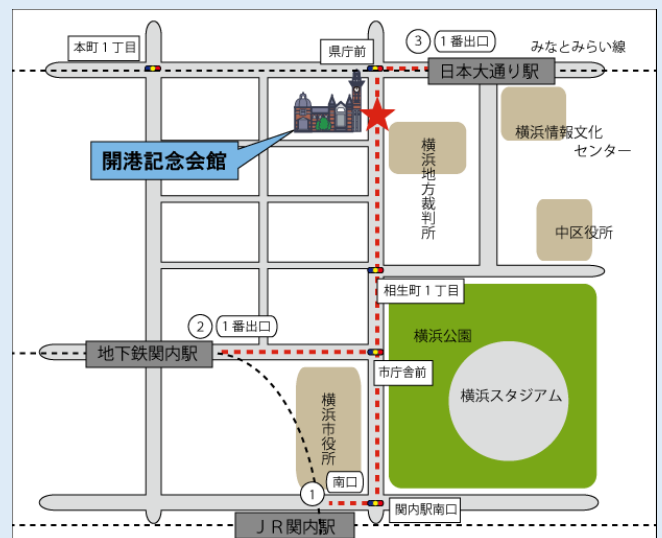 本町1丁目
県庁前
③ 1番出口
みなとみらい線
日本大通り駅
開港記念会館
横浜地方裁判所
横浜情報文化
センター
中区役所
相生町1丁目
② 1番出口
地下鉄関内駅
市庁舎前
横浜公園
横浜スタジアム
横浜市役所
① 南口
関内駅南口
JR関内駅